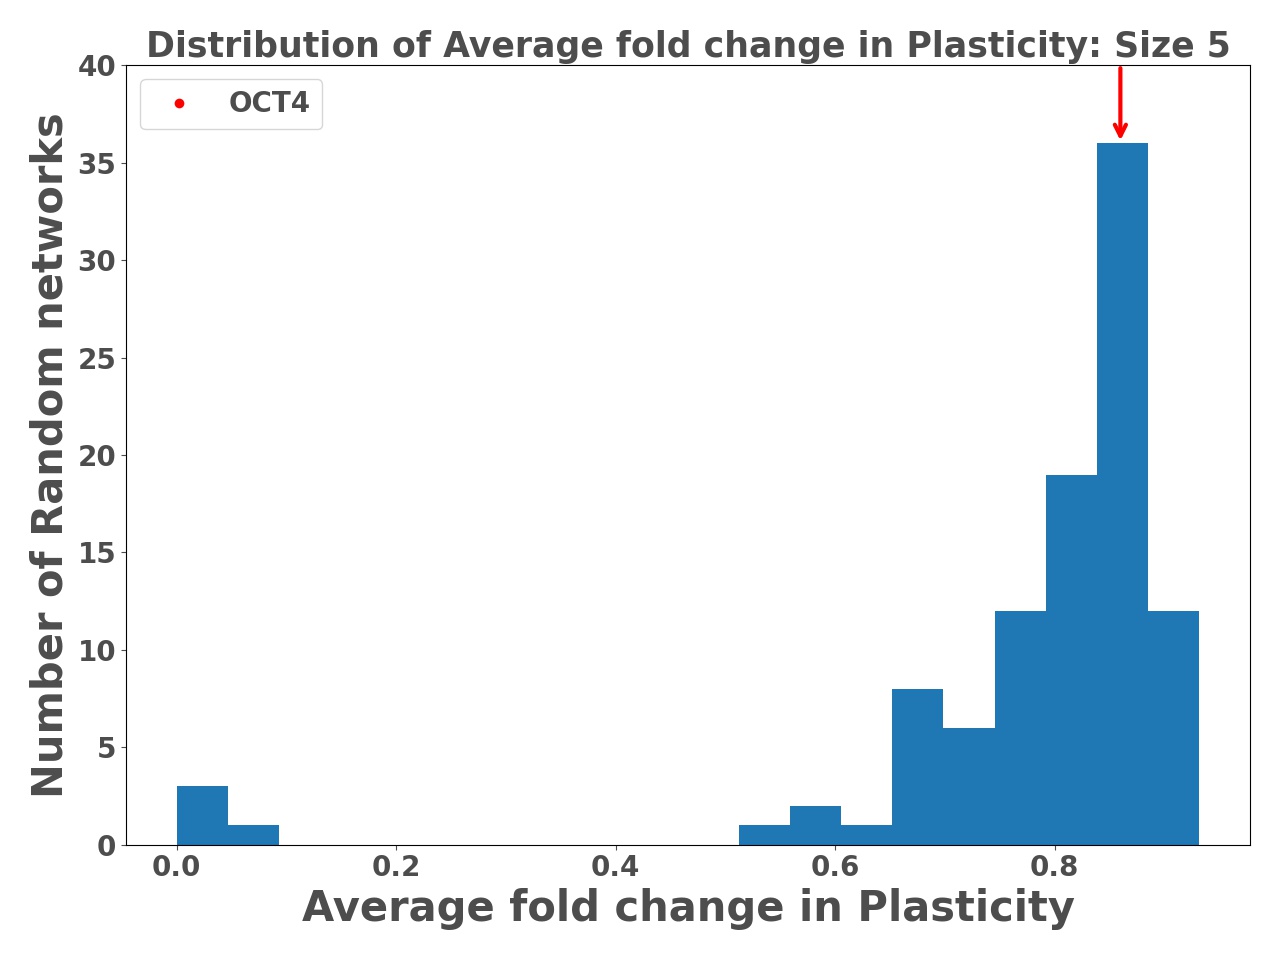 Distribution of Average fold change in Plasticity: Size 5
OCT4
Number of Random networks
40
35
30
25
20
15
10
5
0
0.0 0.2 0.4 0.6 0.8
Average fold change in Plasticity